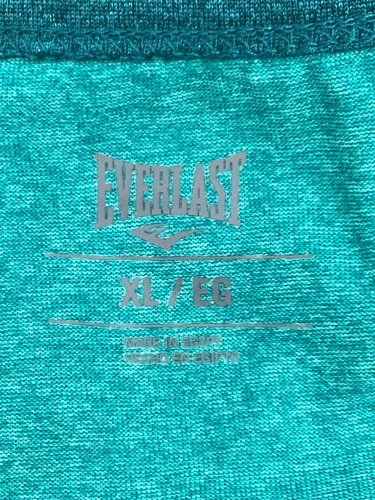 EVERLAST
XL / EG
MADE IN EGYPT
HECHO EN EGIPTO